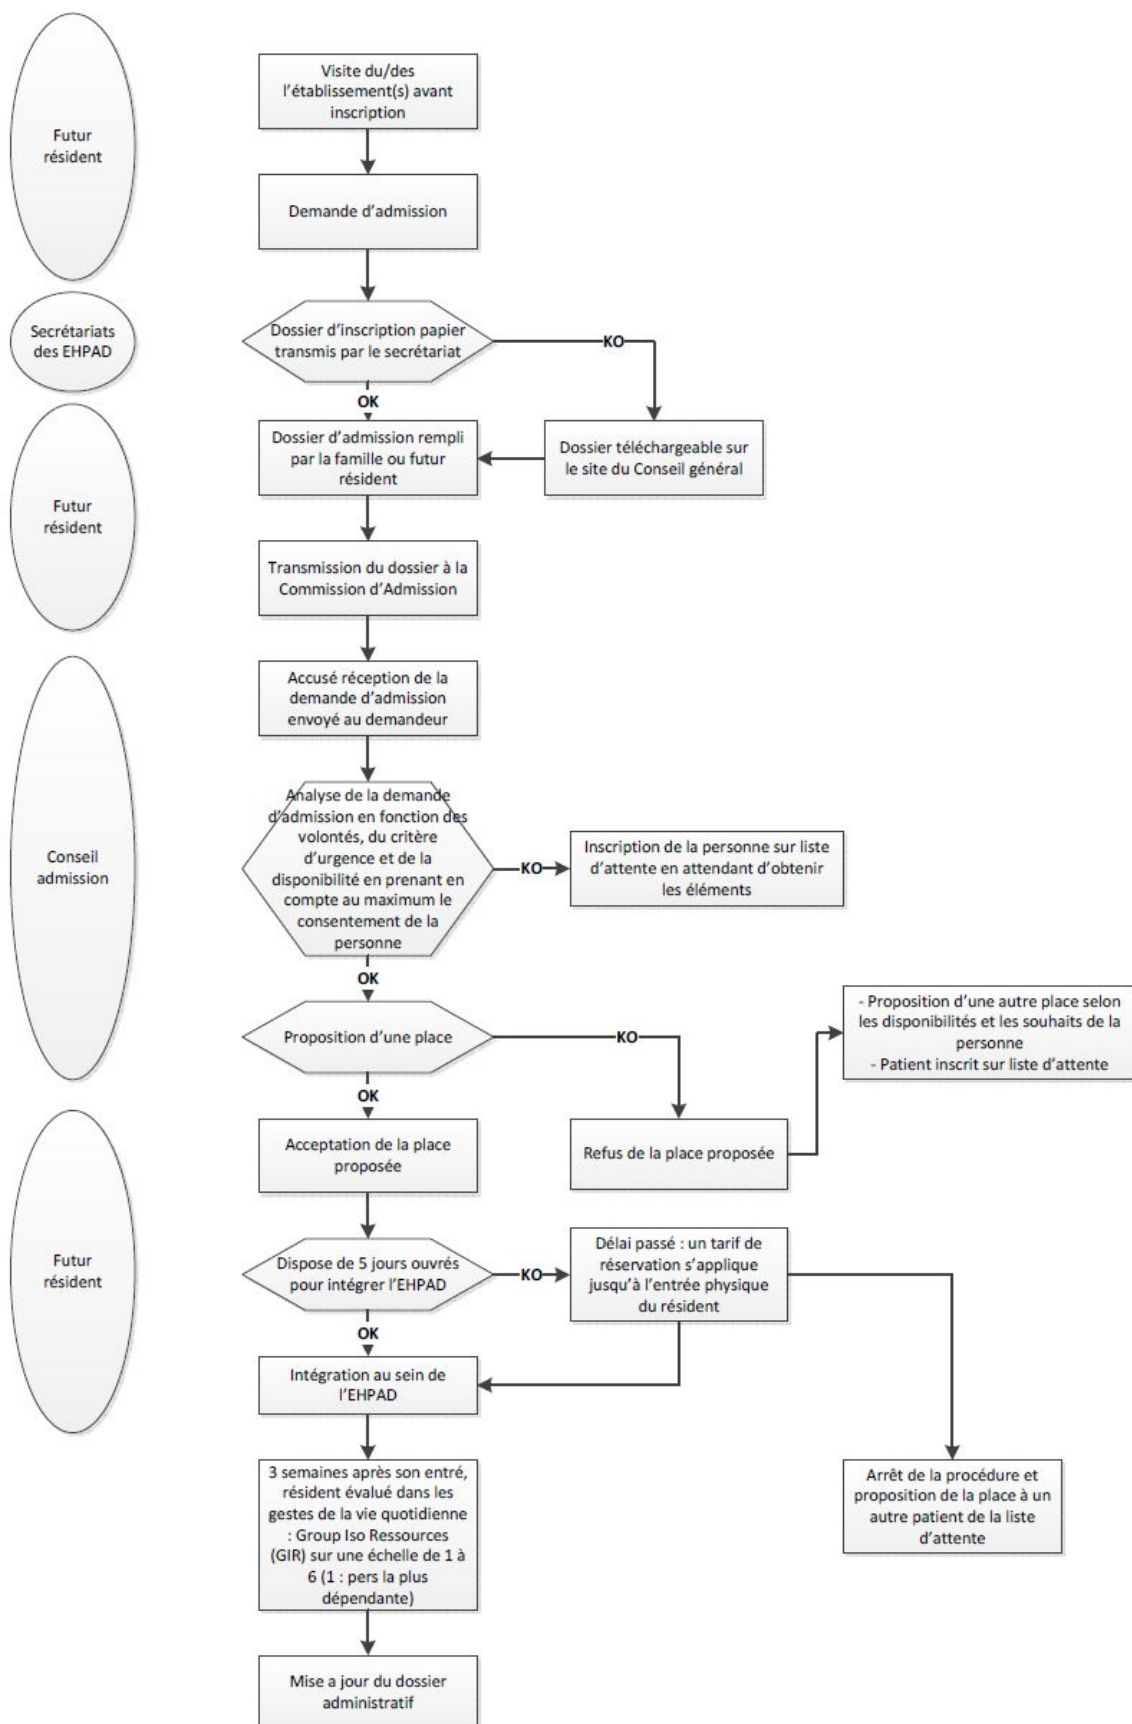 Visite du/des
l'établissement(s) avant
inscription
Futur
résident
Demande d'admission
Secrétariats
des EHPAD
Dossier d'inscription papier
transmis par le secrétariat
KO
OK
Dossier d'admission rempli
par la famille ou futur
résident
Dossier téléchargeable sur
le site du Conseil général
Futur
résident
Transmission du dossier à la
Commission d'Admission
Accusé réception de la
demande d'admission
envoyé au demandeur
Conseil
admission
Analyse de la demande
d'admission en fonction des
volontés, du critère
d'urgence et de la
disponibilité en prenant en
compte au maximum le
consentement de la
personne
KO
Inscription de la personne sur liste
d'attente en attendant d'obtenir
les éléments
OK
Proposition d'une place
KO
- Proposition d'une autre place selon
les disponibilités et les souhaits de la
personne
- Patient inscrit sur liste d'attente
OK
Acceptation de la place
proposée
Refus de la place proposée
Futur
résident
Dispose de 5 jours ouvrés
pour intégrer l'EHPAD
KO
Délai passé : un tarif de
réservation s'applique
jusqu'à l'entrée physique
du résident
OK
Intégration au sein de
l'EHPAD
3 semaines après son entré,
résident évalué dans les
gestes de la vie quotidienne
: Group Iso Ressources
(GIR) sur une échelle de 1 à
6 (1 : pers la plus
dépendante)
Arrêt de la procédure et
proposition de la place à un
autre patient de la liste
d'attente
Mise a jour du dossier
administratif